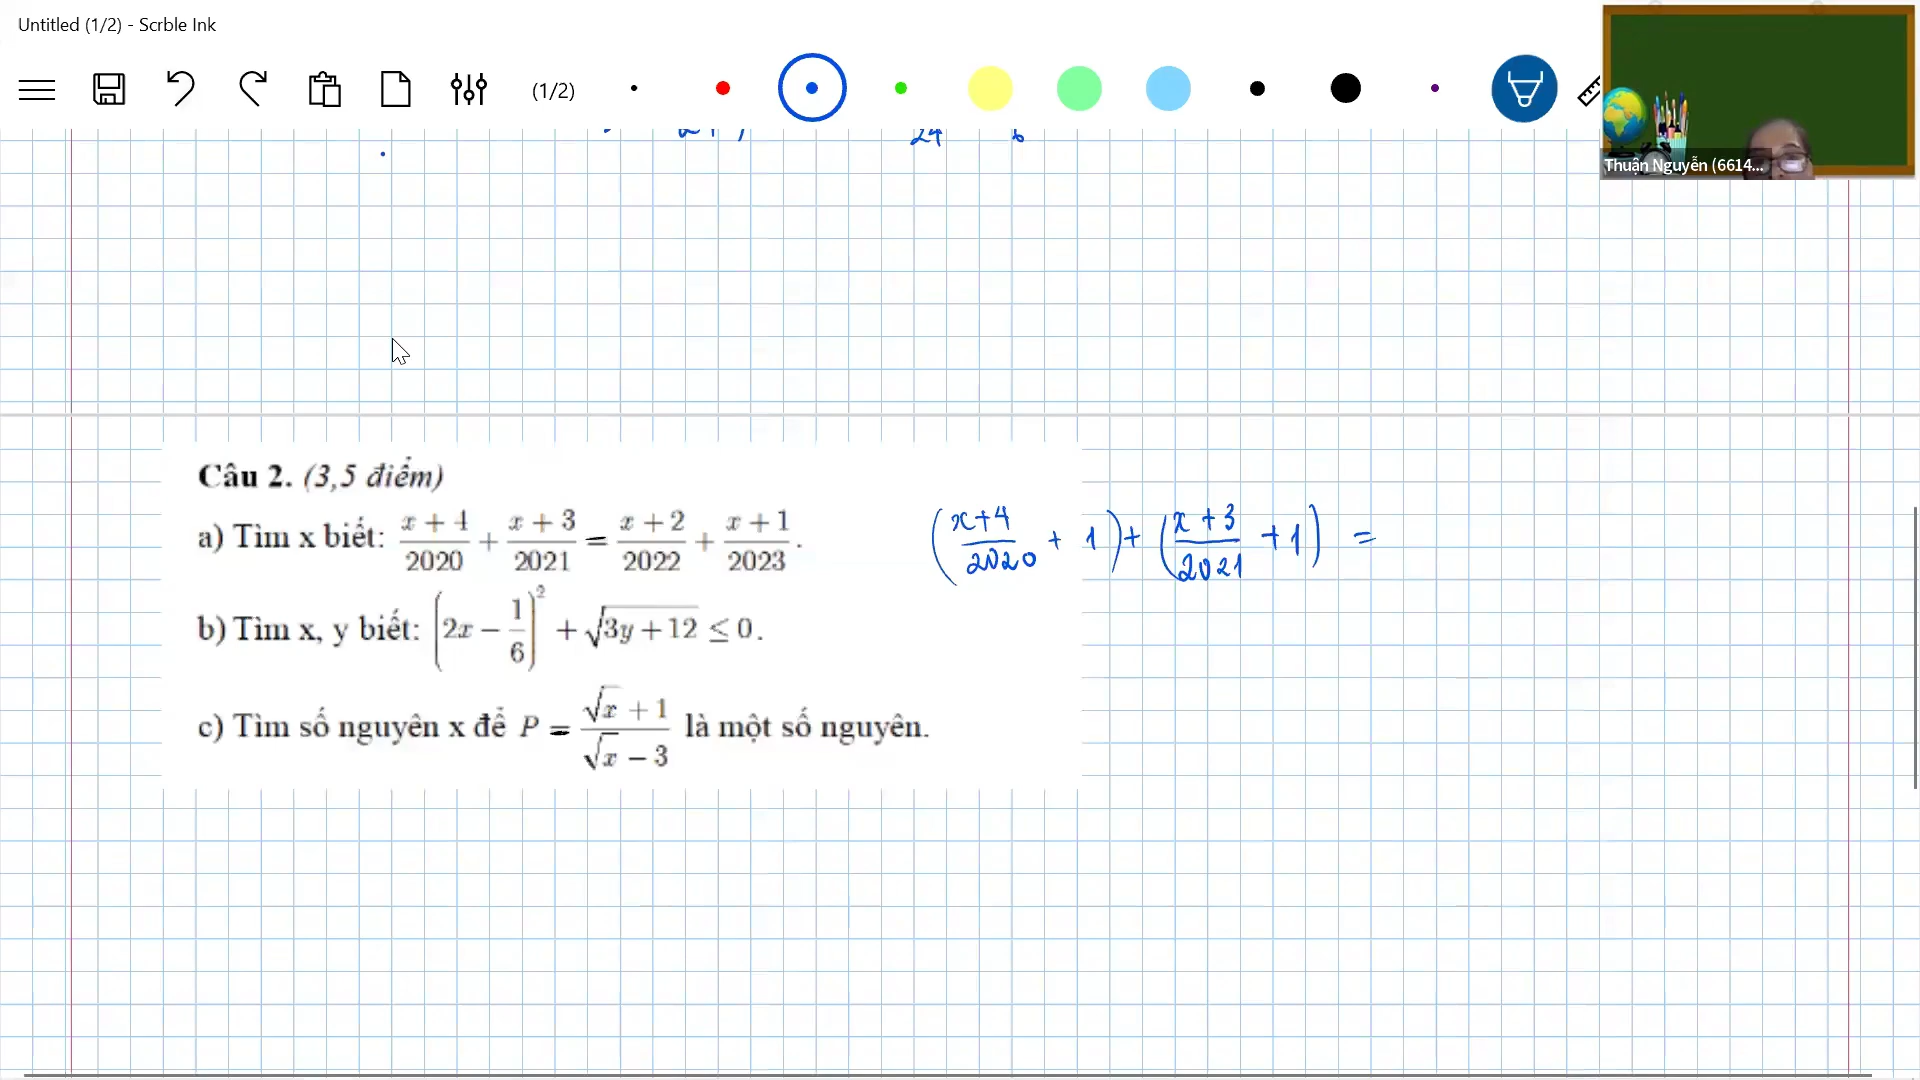 Untitled (1/2) - Scrble Ink
(1/2)
Thuận Nguyễn (6614...
24 6
Câu 2. (3,5 điểm)
a) Tìm x biết: (x + 4)/2020 + (x + 3)/2021 = (x + 2)/2022 + (x + 1)/2023.
((x+4)/2020 + 1) + ((x+3)/2021 + 1) =
b) Tìm x, y biết: (2x − 1/6)² + √(3y + 12) ≤ 0.
c) Tìm số nguyên x để P = (√x + 1)/(√x − 3) là một số nguyên.